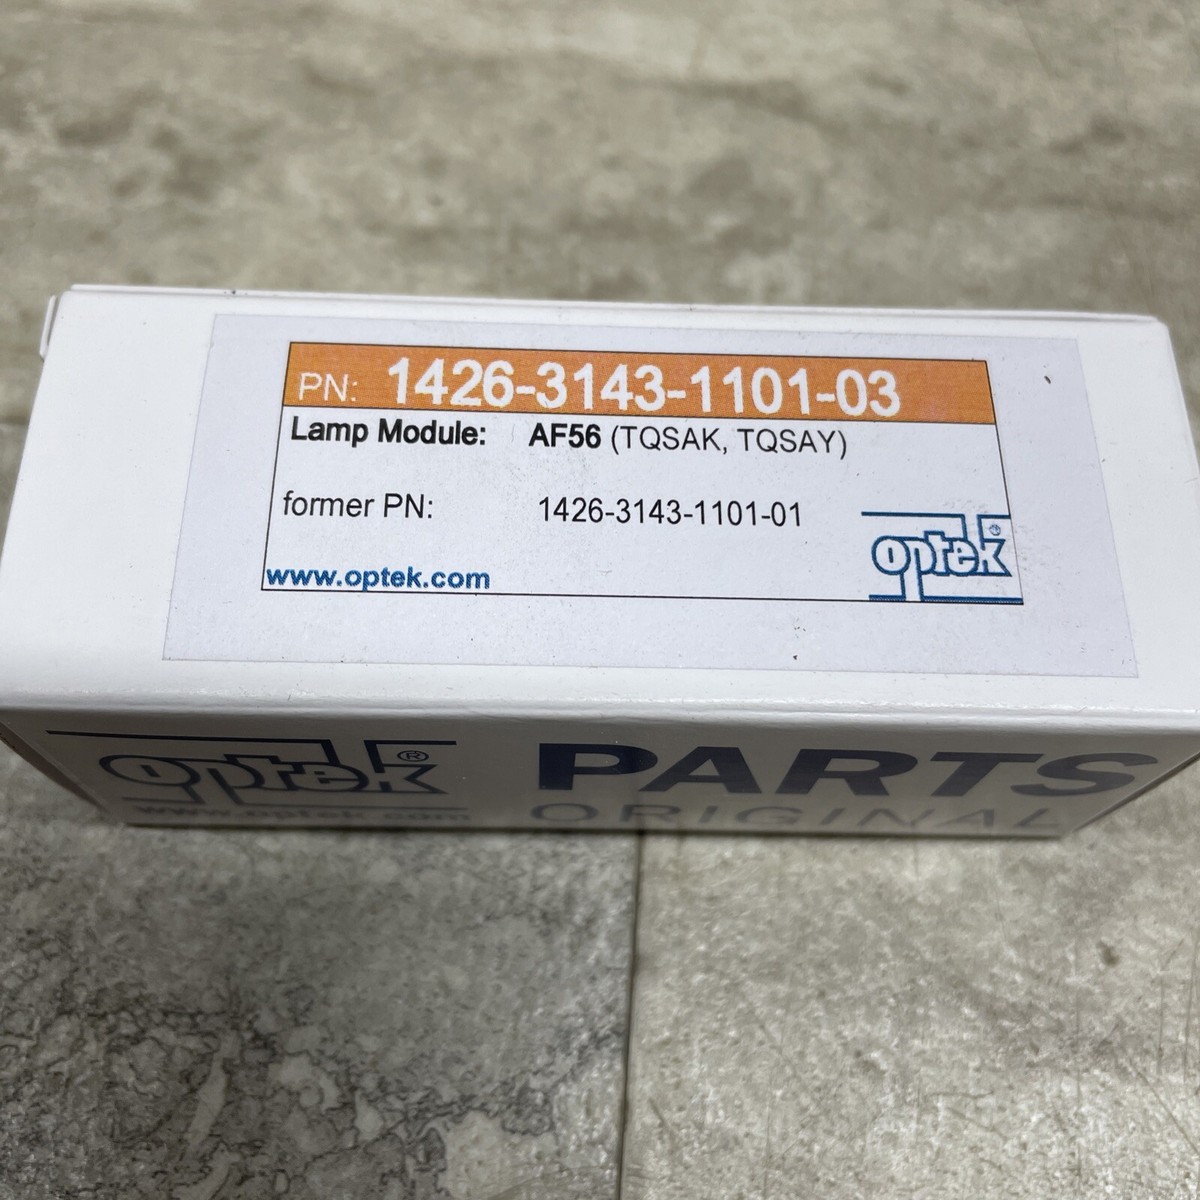 PN: 1426-3143-1101-03
Lamp Module: AF56 (TQSAK, TQSAY)
former PN: 1426-3143-1101-01
optek®
www.optek.com
optek®
PARTS
www.optek.com
ORIGINAL